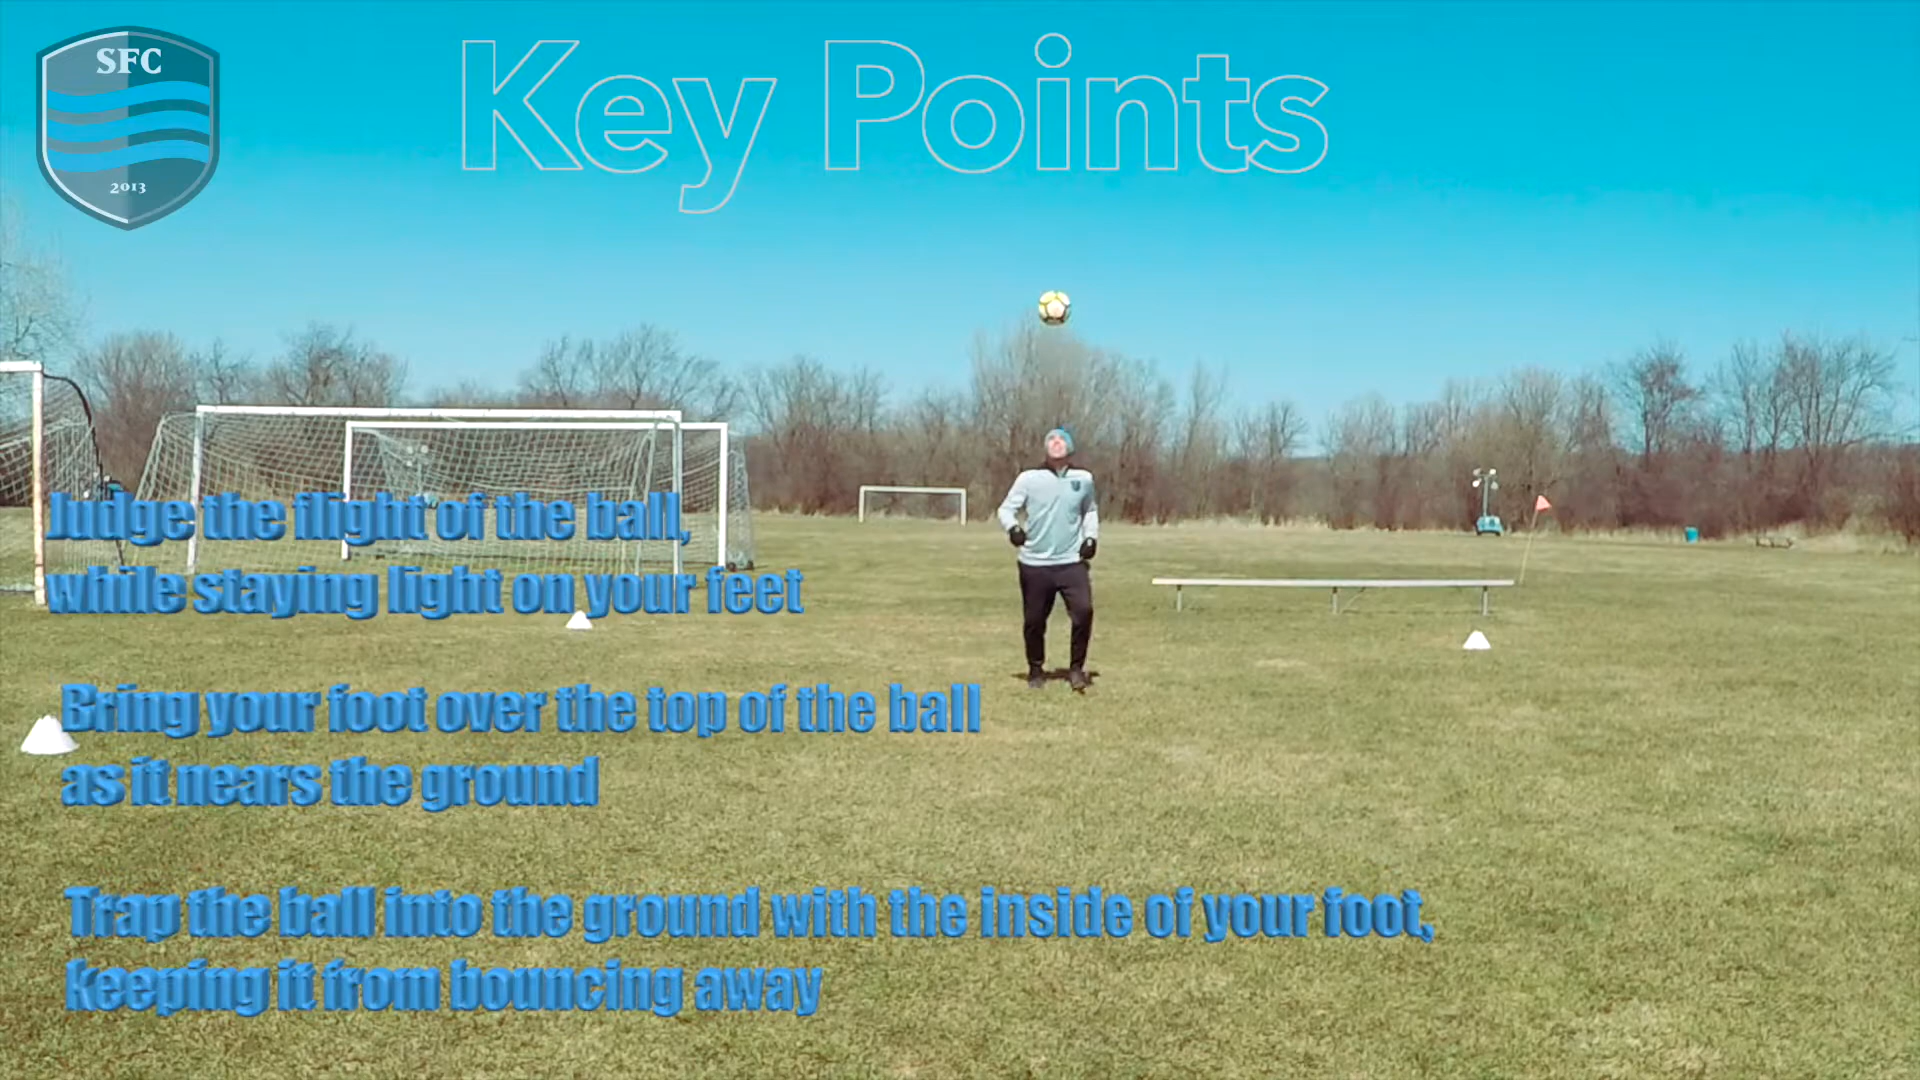 SFC
2013
Key Points
Judge the flight of the ball,
while staying light on your feet
Bring your foot over the top of the ball
as it nears the ground
Trap the ball into the ground with the inside of your foot,
keeping it from bouncing away